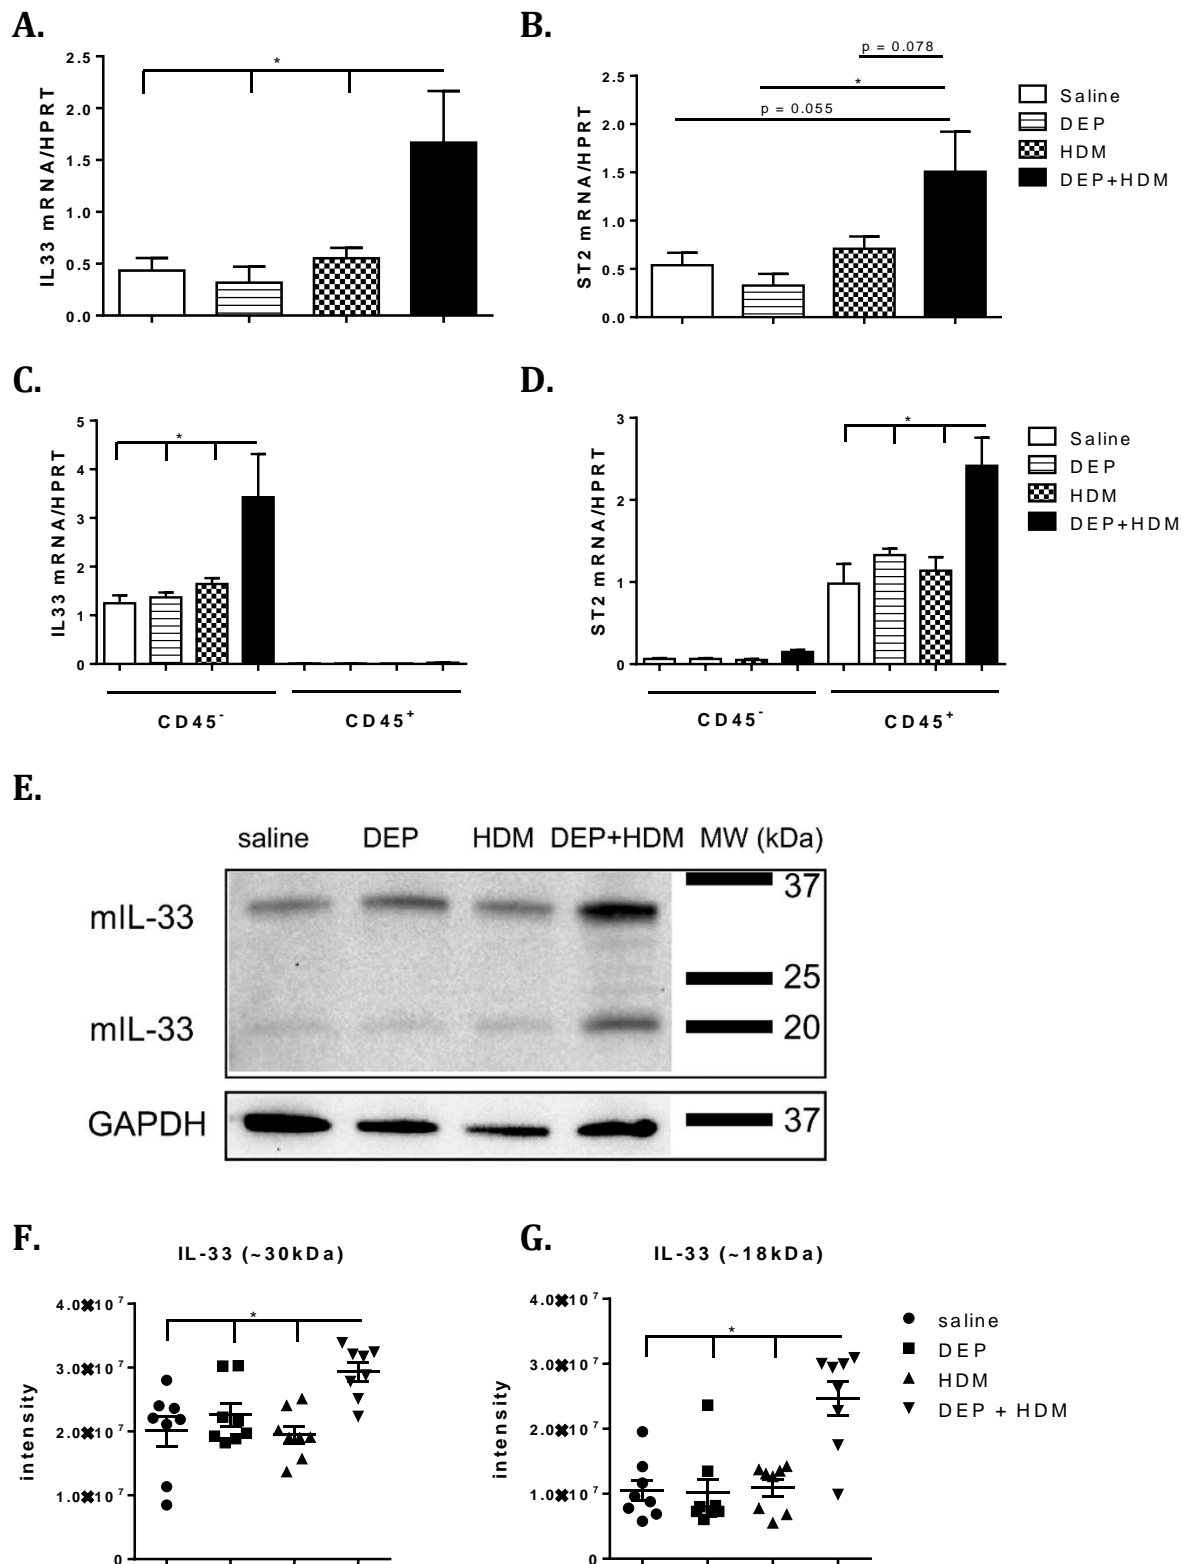 A.
*
2.5
2.0
1.5
1.0
0.5
0.0
IL33 mRNA/HPRT
B.
p = 0.078
*
p = 0.055
2.5
2.0
1.5
1.0
0.5
0.0
ST2 mRNA/HPRT
Saline
DEP
HDM
DEP+HDM
C.
*
5
4
3
2
1
0
IL33 mRNA/HPRT
CD45⁻
CD45⁺
D.
*
3
2
1
0
ST2 mRNA/HPRT
CD45⁻
CD45⁺
Saline
DEP
HDM
DEP+HDM
E.
saline DEP HDM DEP+HDM MW (kDa)
mIL-33
37
25
mIL-33
20
GAPDH
37
F.
IL-33 (~30kDa)
*
4.0×10⁷
3.0×10⁷
2.0×10⁷
1.0×10⁷
0
intensity
G.
IL-33 (~18kDa)
*
4.0×10⁷
3.0×10⁷
2.0×10⁷
1.0×10⁷
0
intensity
saline
DEP
HDM
DEP + HDM